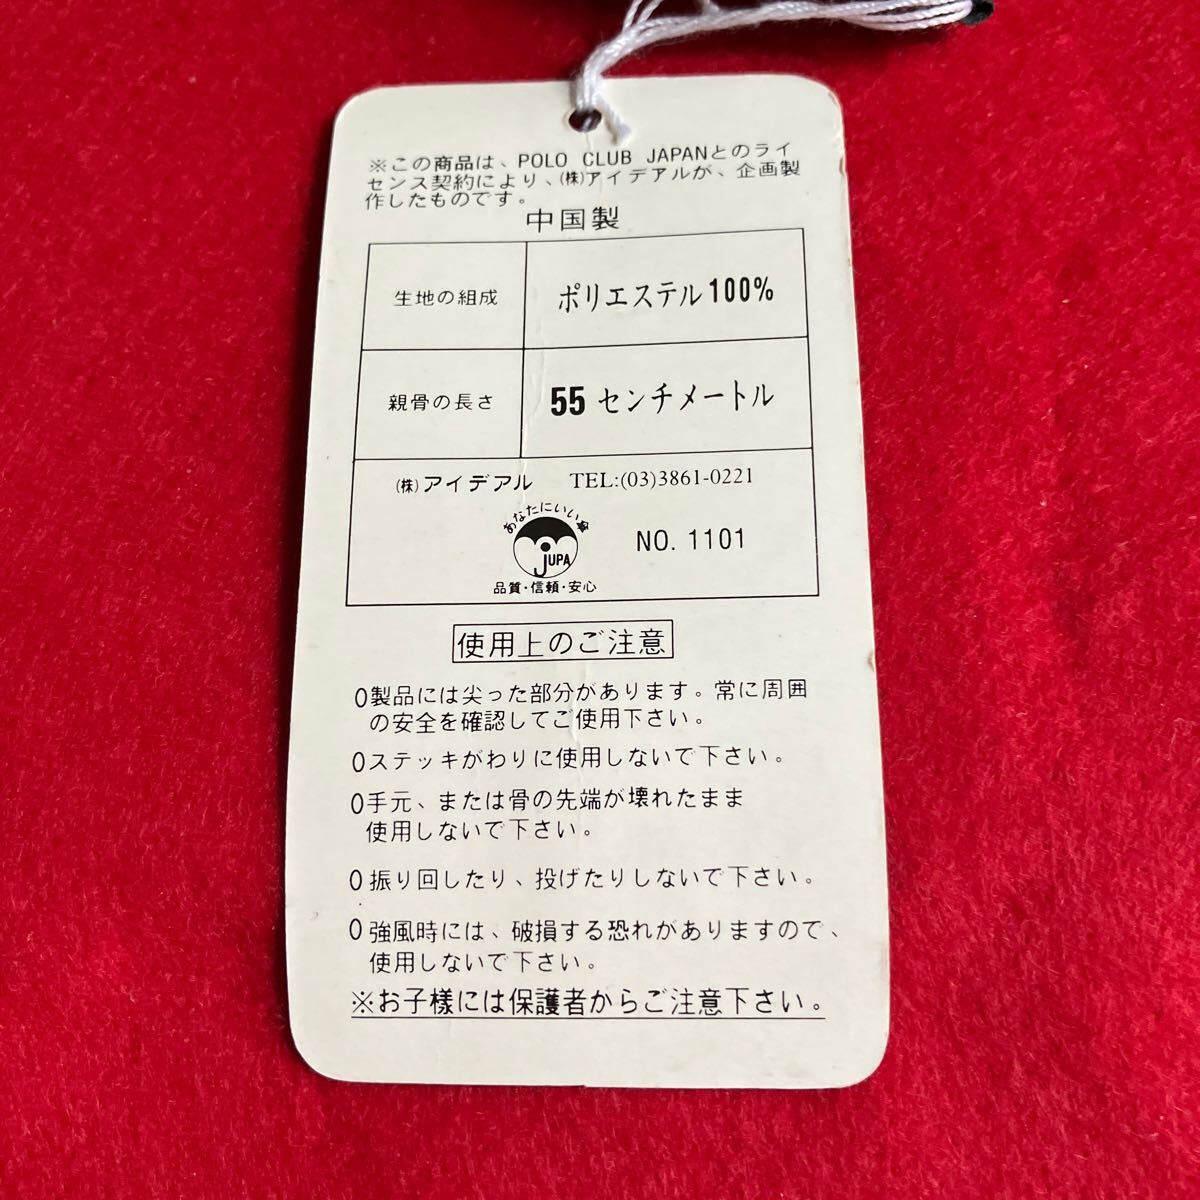 ※この商品は、POLO CLUB JAPANとのライ
センス契約により、㈱アイデアルが、企画製
作したものです。
中国製
生地の組成 ポリエステル100%
親骨の長さ 55センチメートル
㈱アイデアル TEL:(03)3861-0221
あなたにいい傘
JUPA NO. 1101
品質・信頼・安心
使用上のご注意
○製品には尖った部分があります。常に周囲
の安全を確認してご使用下さい。
○ステッキがわりに使用しないで下さい。
○手元、または骨の先端が壊れたまま
使用しないで下さい。
○振り回したり、投げたりしないで下さい。
○強風時には、破損する恐れがありますので、
使用しないで下さい。
※お子様には保護者からご注意下さい。